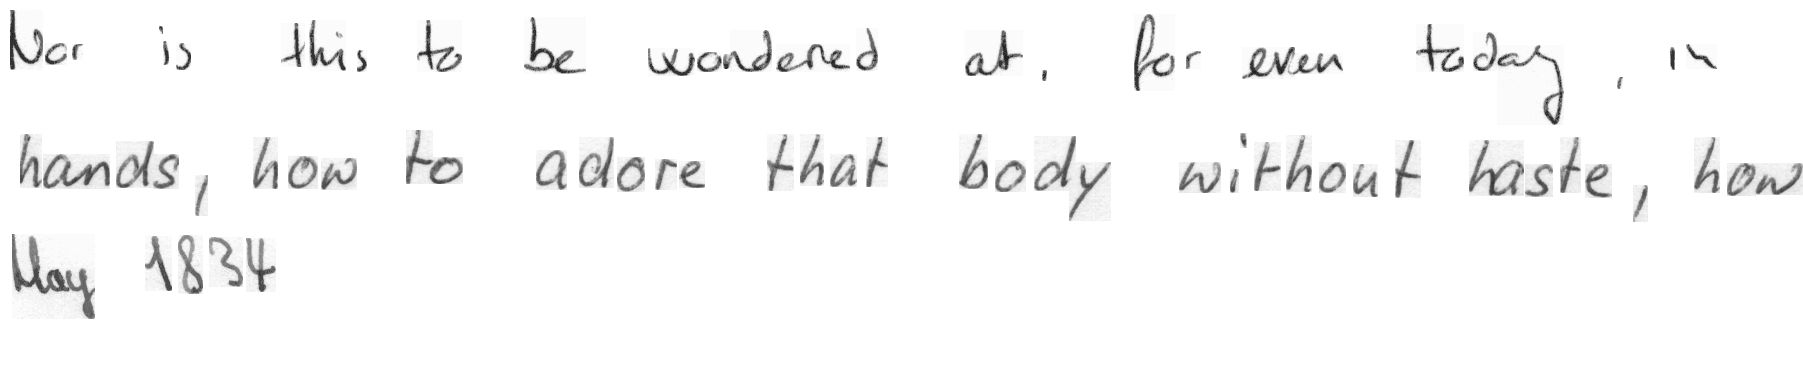 Nor is this to be wondered at, for even today, in
hands, how to adore that body without haste, how
May 1834